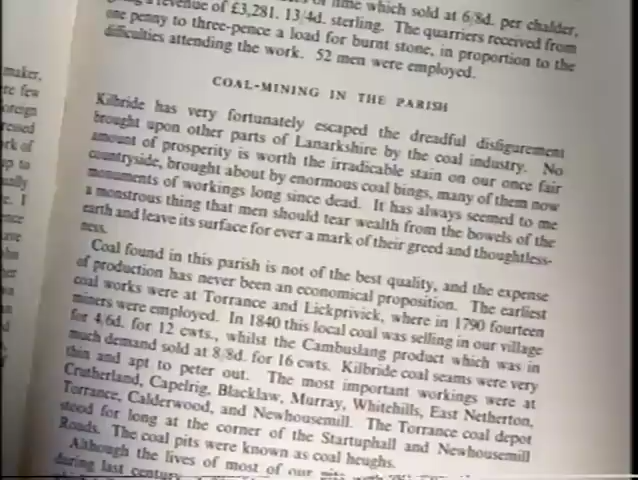 a revenue of £3,281. 13/4d. sterling. The quarriers received from
one penny to three-pence a load for burnt stone, in proportion to the
difficulties attending the work. 52 men were employed.
COAL-MINING IN THE PARISH
Kilbride has very fortunately escaped the dreadful disfigurement
brought upon other parts of Lanarkshire by the coal industry. No
amount of prosperity is worth the irradicable stain on our once fair
countryside, brought about by enormous coal bings, many of them now
monuments of workings long since dead. It has always seemed to me
a monstrous thing that men should tear wealth from the bowels of the
earth and leave its surface for ever a mark of their greed and thoughtless-
ness.
Coal found in this parish is not of the best quality, and the expense
of production has never been an economical proposition. The earliest
coal works were at Torrance and Lickprivick, where in 1790 fourteen
miners were employed. In 1840 this local coal was selling in our village
for 4/6d. for 12 cwts., whilst the Cambuslang product which was in
much demand sold at 8/8d. for 16 cwts. Kilbride coal seams were very
thin and apt to peter out. The most important workings were at
Crutherland, Capelrig, Blacklaw, Murray, Whitehills, East Netherton,
Torrance, Calderwood, and Newhousemill. The Torrance coal depot
stood for long at the corner of the Startuphall and Newhousemill
Roads. The coal pits were known as coal heughs.
Although the lives of most of our
during last century
maker,
re few
oreign
ressed
rk of
up to